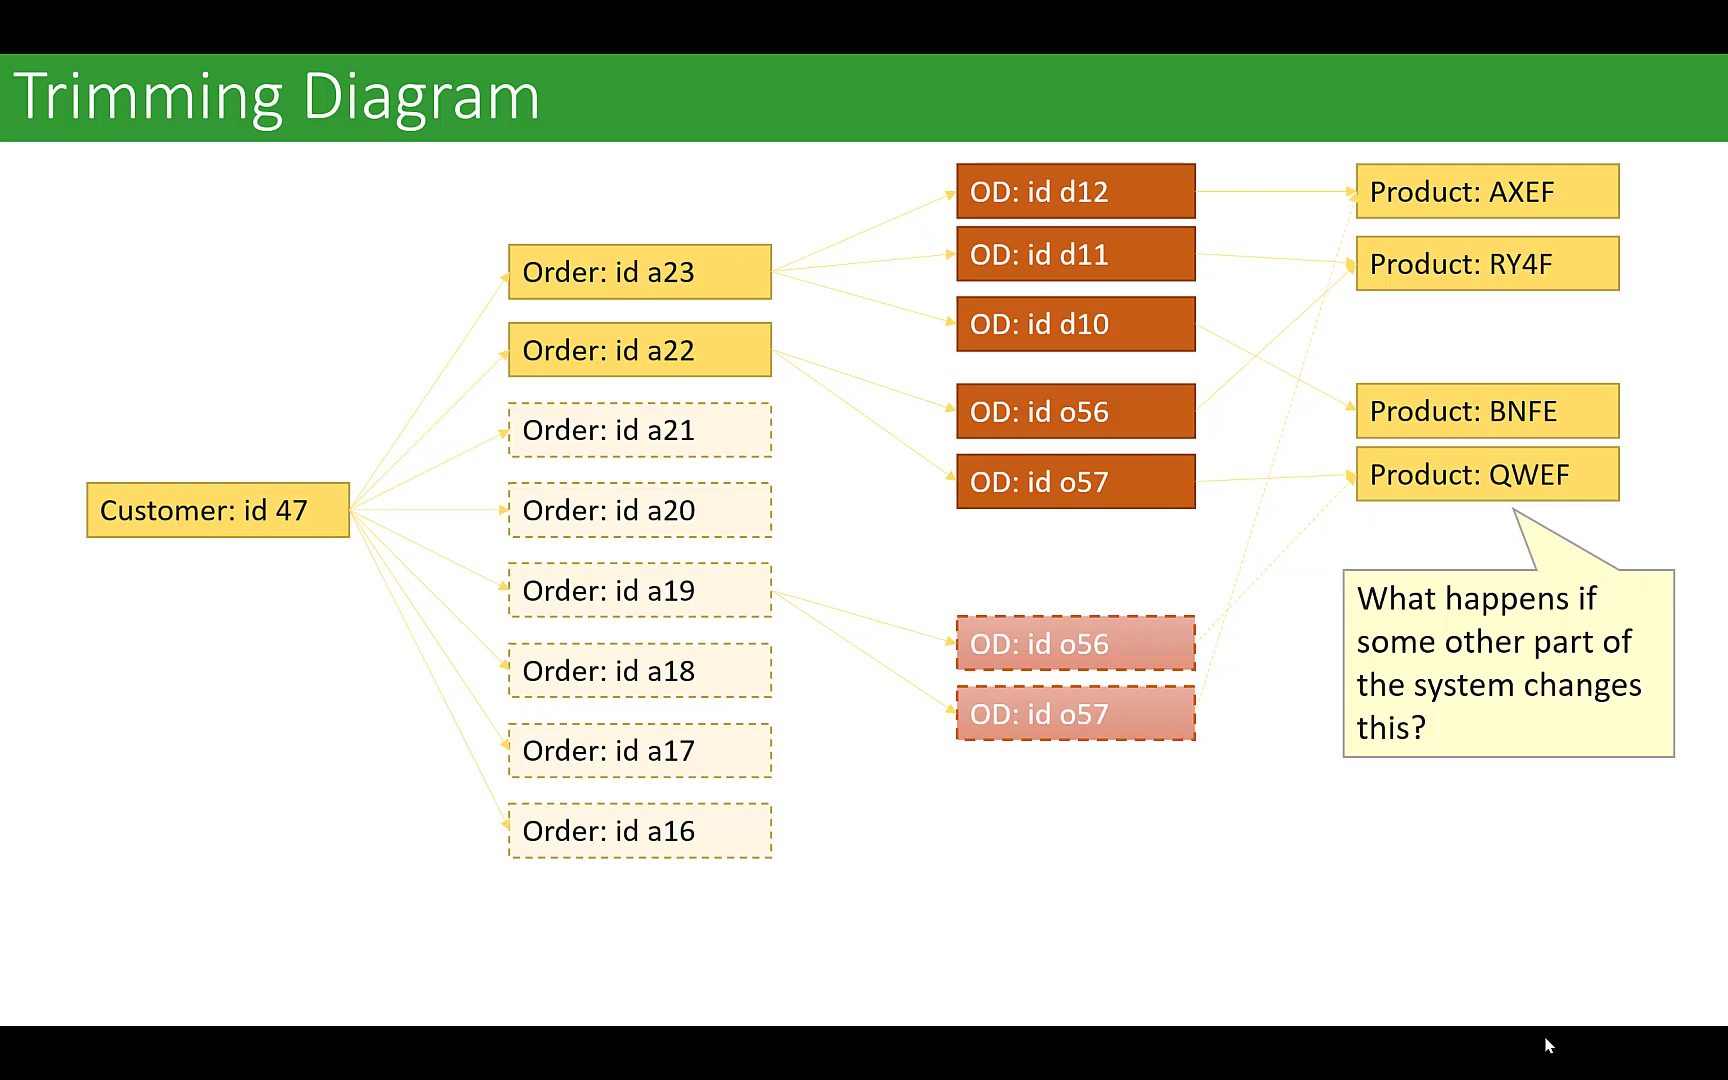 Trimming Diagram
Customer: id 47
Order: id a23
Order: id a22
Order: id a21
Order: id a20
Order: id a19
Order: id a18
Order: id a17
Order: id a16
OD: id d12
OD: id d11
OD: id d10
OD: id o56
OD: id o57
OD: id o56
OD: id o57
Product: AXEF
Product: RY4F
Product: BNFE
Product: QWEF
What happens if
some other part of
the system changes
this?